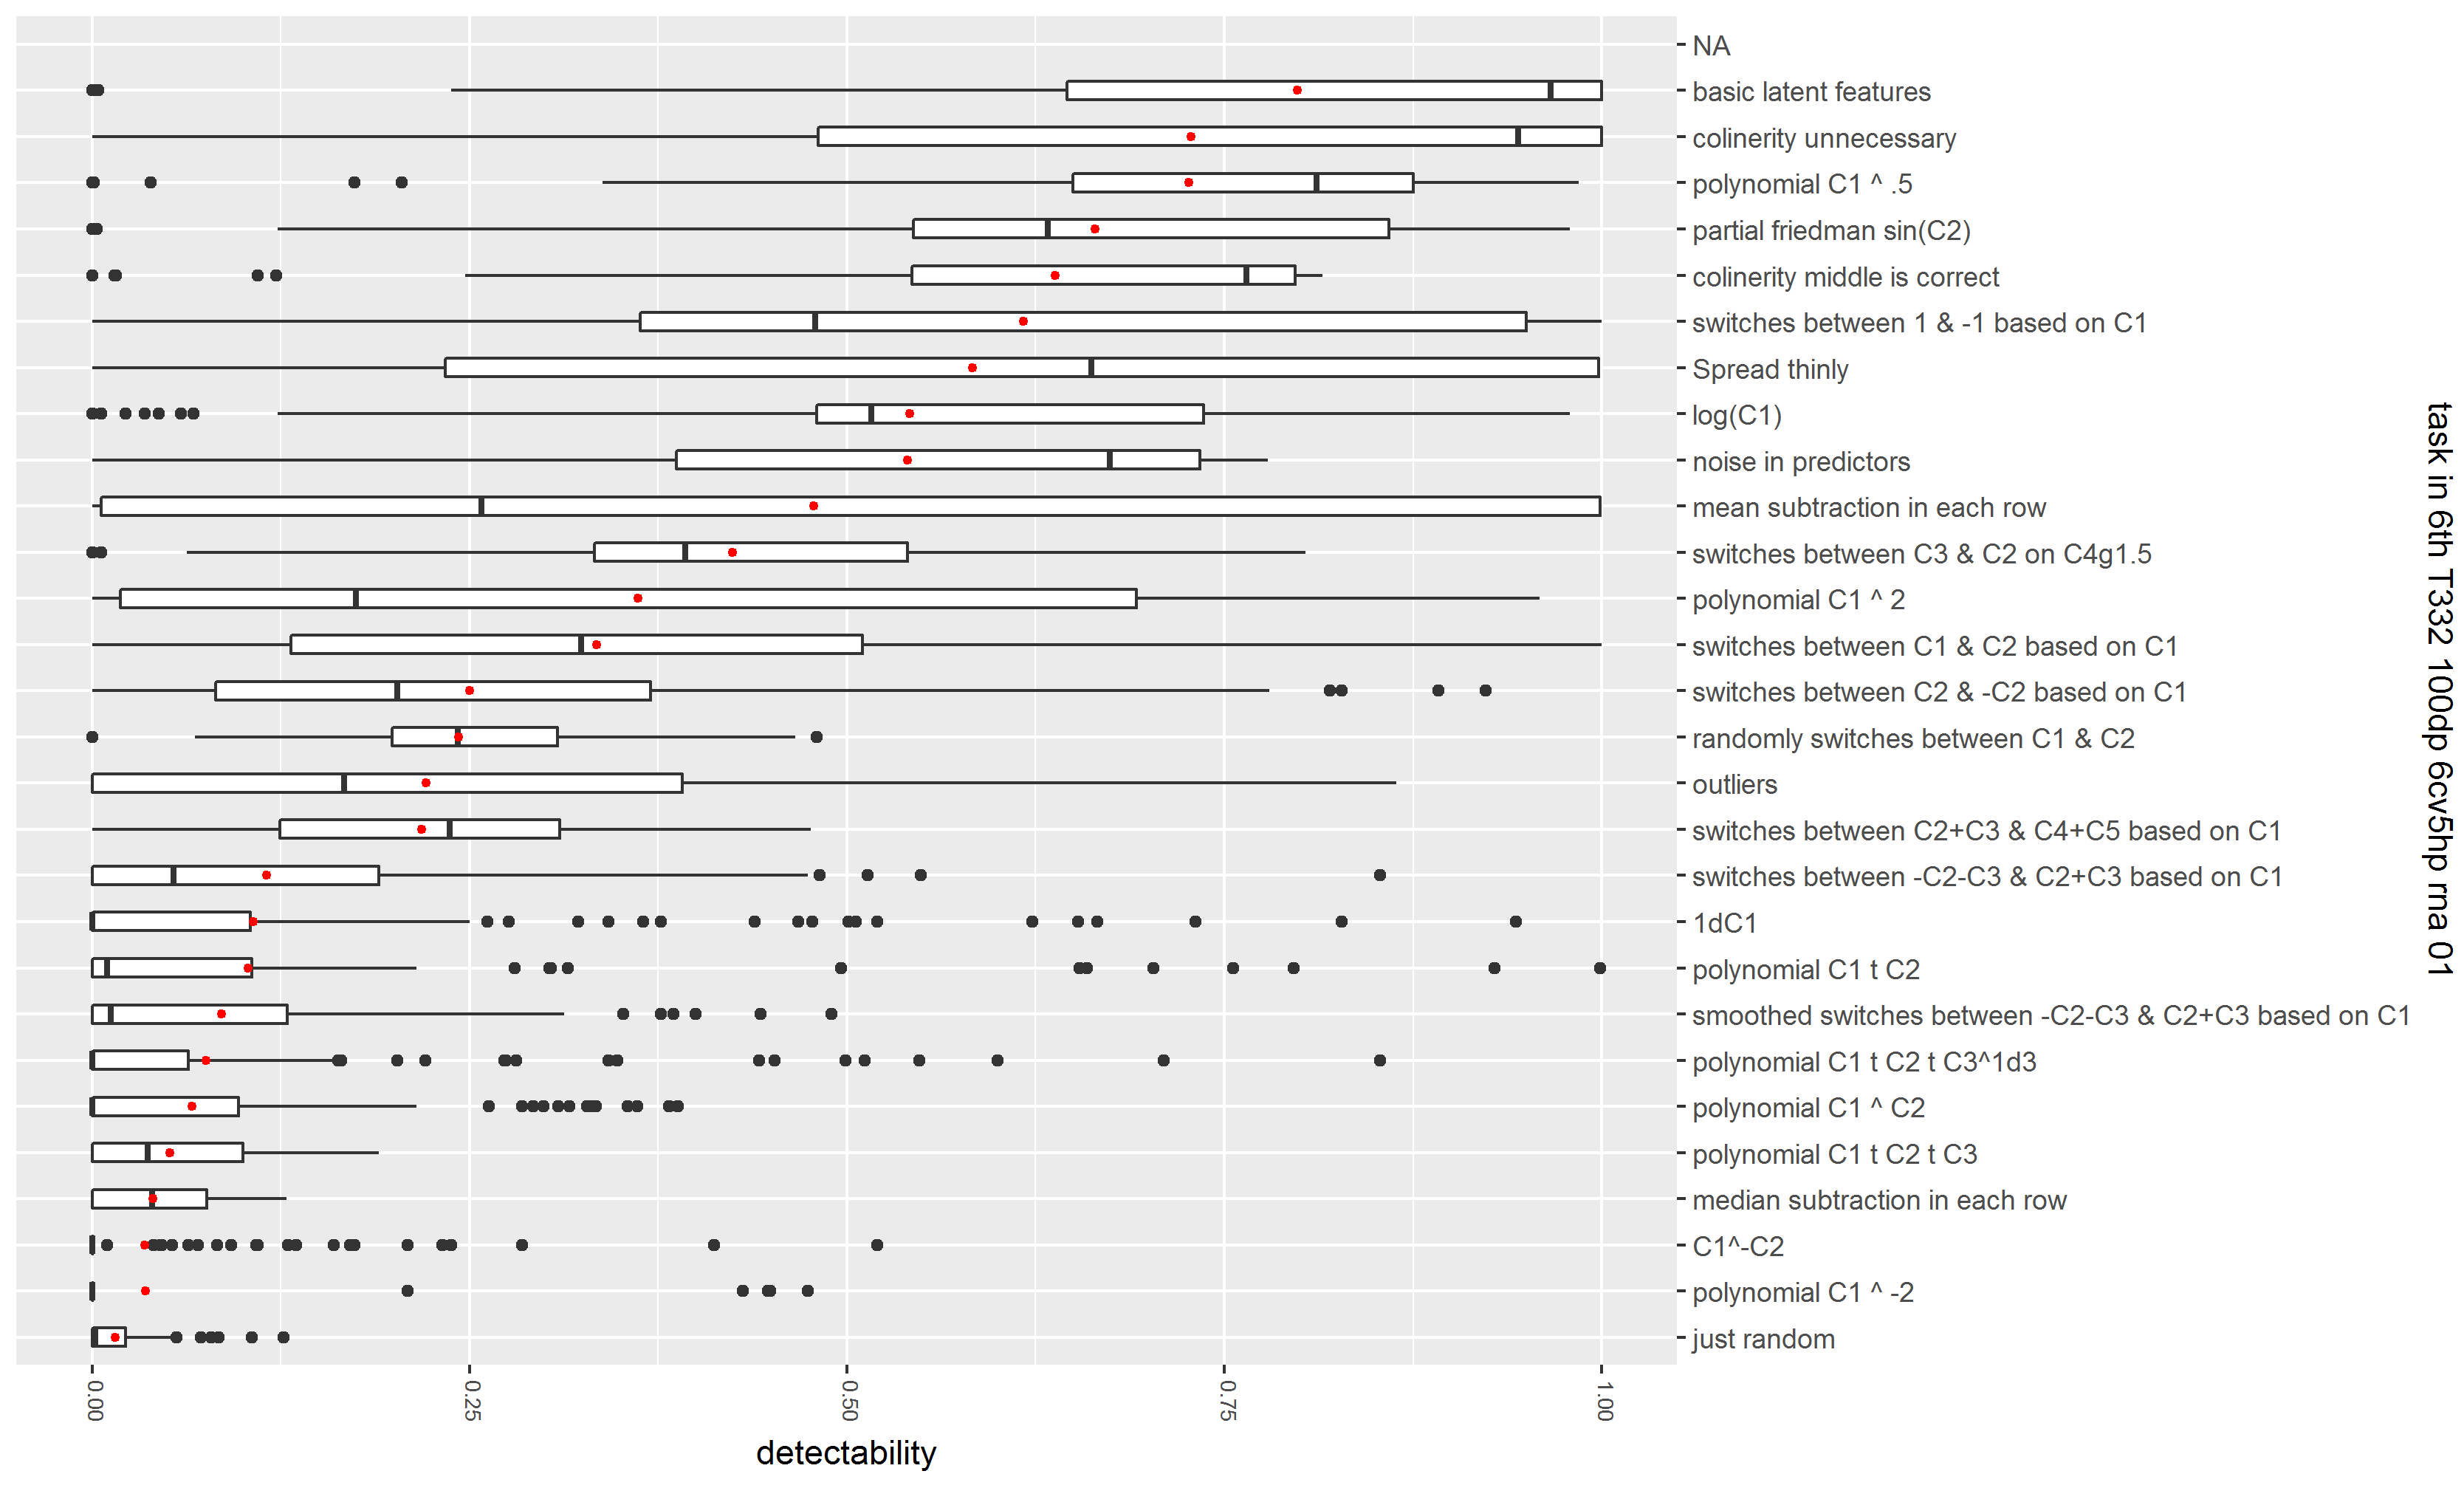 NA
basic latent features
colinerity unnecessary
polynomial C1 ^ .5
partial friedman sin(C2)
colinerity middle is correct
switches between 1 & -1 based on C1
Spread thinly
log(C1)
noise in predictors
mean subtraction in each row
switches between C3 & C2 on C4g1.5
polynomial C1 ^ 2
switches between C1 & C2 based on C1
switches between C2 & -C2 based on C1
randomly switches between C1 & C2
outliers
switches between C2+C3 & C4+C5 based on C1
switches between -C2-C3 & C2+C3 based on C1
1dC1
polynomial C1 t C2
smoothed switches between -C2-C3 & C2+C3 based on C1
polynomial C1 t C2 t C3^1d3
polynomial C1 ^ C2
polynomial C1 t C2 t C3
median subtraction in each row
C1^-C2
polynomial C1 ^ -2
just random
task in 6th T332 100dp 6cv5hp rna 01
0.00
0.25
0.50
0.75
1.00
detectability